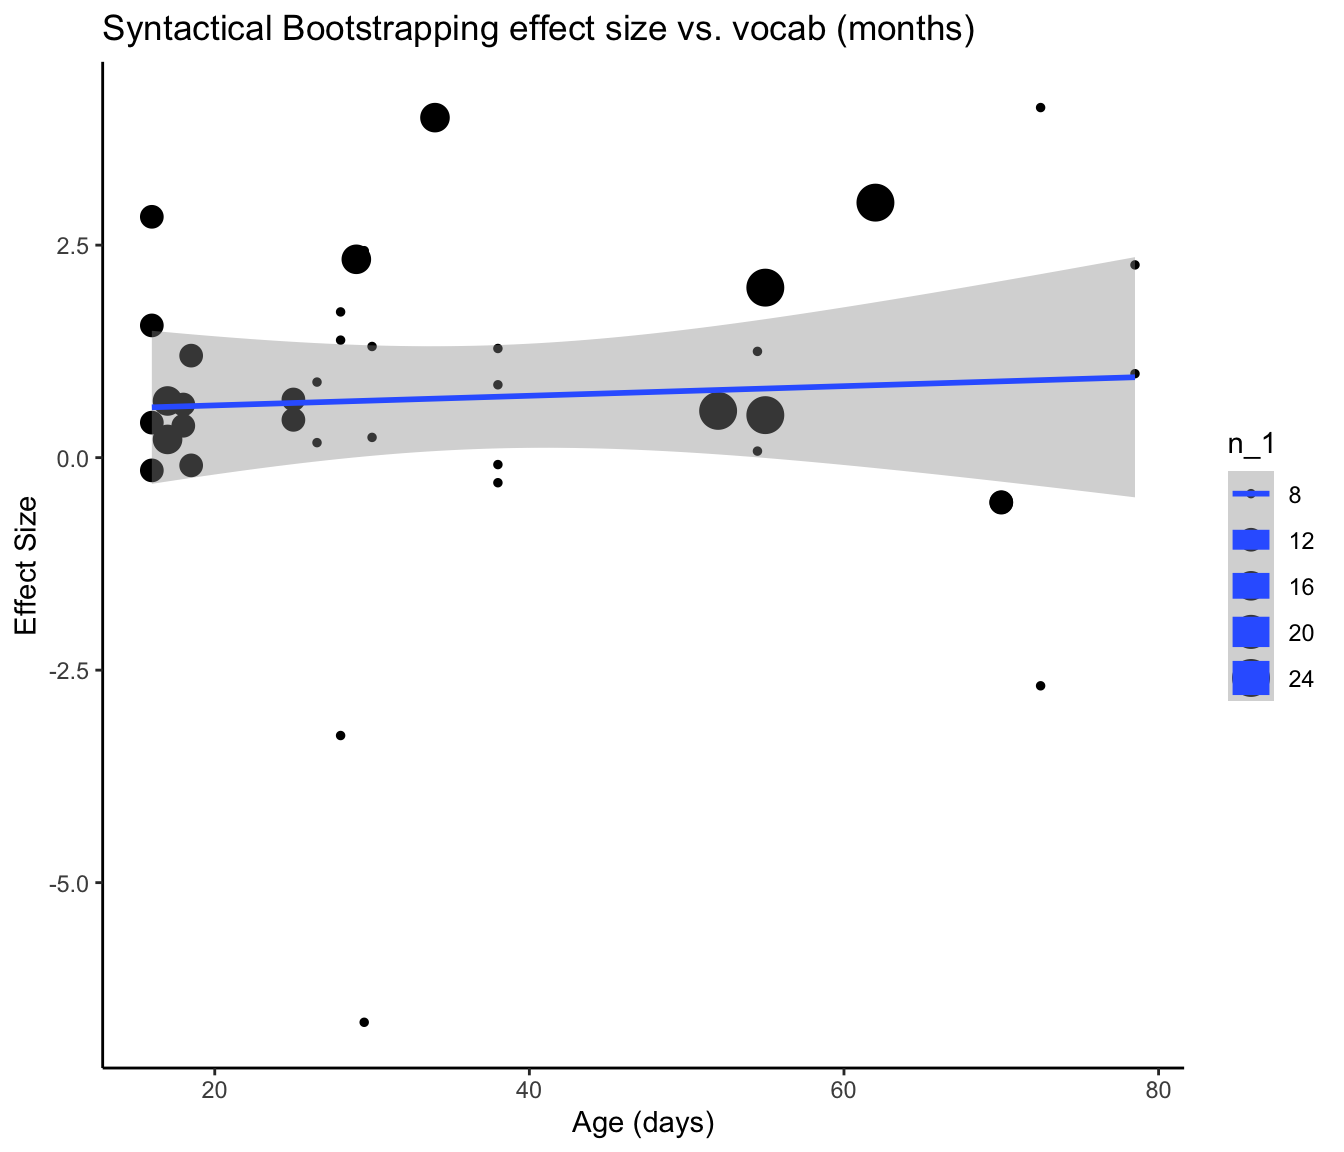 Syntactical Bootstrapping effect size vs. vocab (months)
2.5
0.0
-2.5
-5.0
Effect Size
20 40 60 80
Age (days)
n_1
8
12
16
20
24